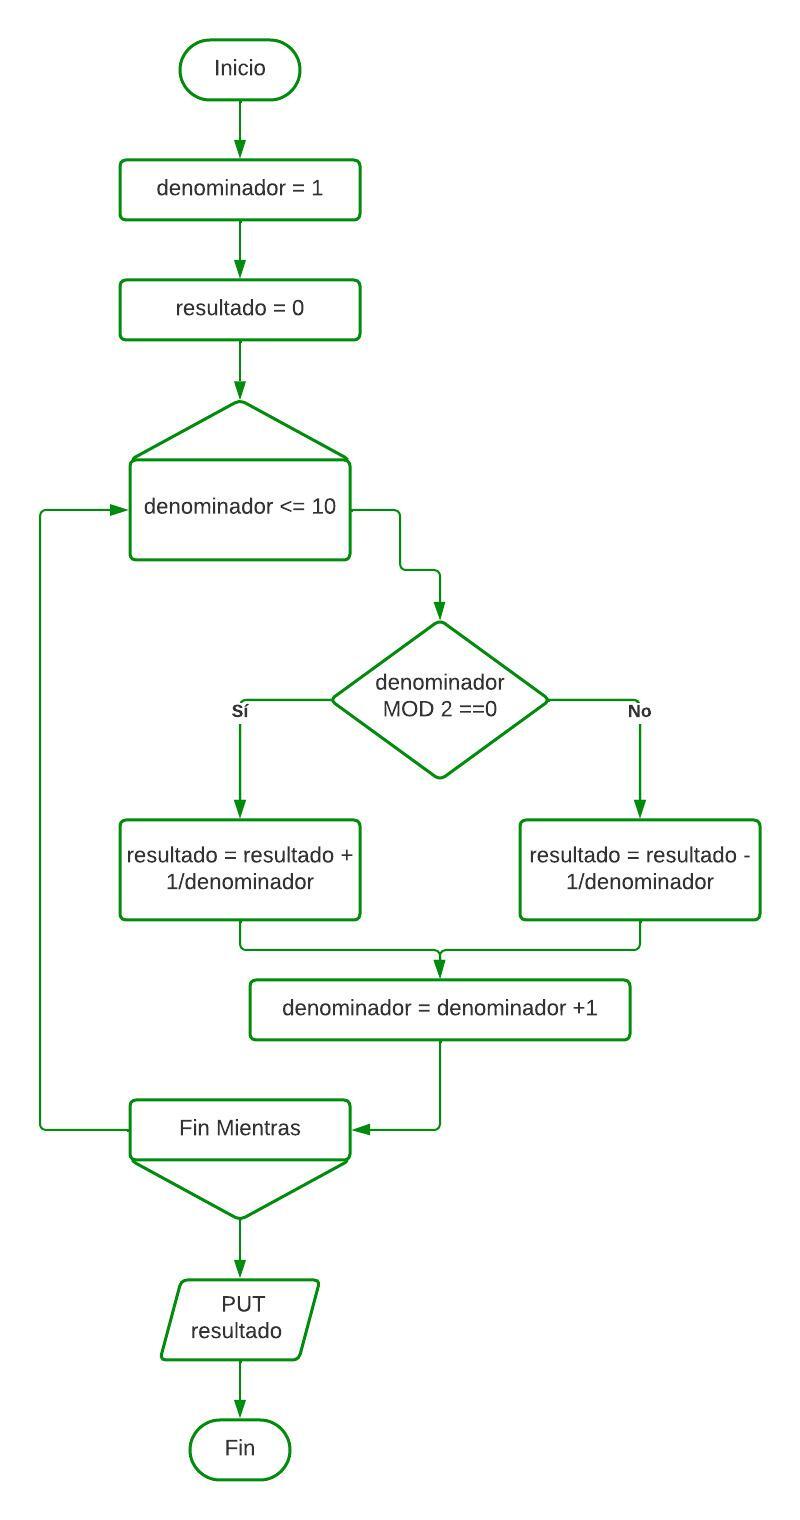 Inicio
denominador = 1
resultado = 0
denominador <= 10
denominador
MOD 2 ==0
Sí
No
resultado = resultado +
1/denominador
resultado = resultado -
1/denominador
denominador = denominador +1
Fin Mientras
PUT
resultado
Fin